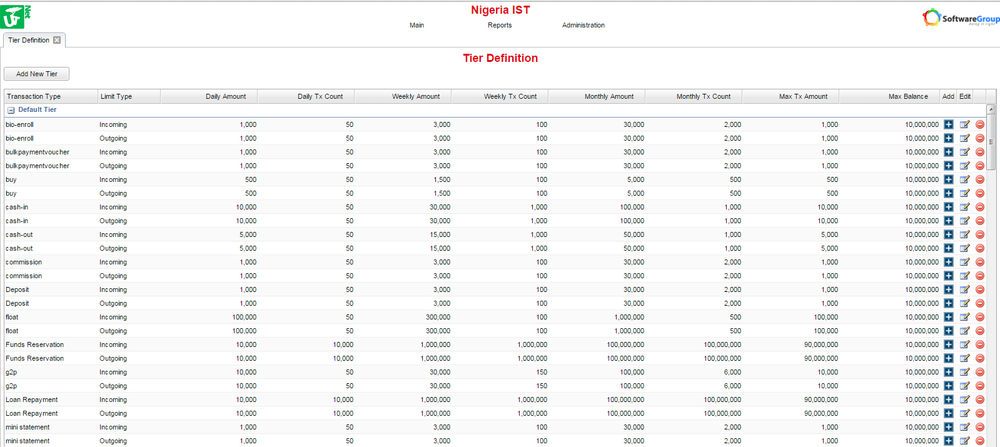 Nigeria IST
UT Net
Main Reports Administration
SoftwareGroup
doing it right
Tier Definition
Tier Definition
Add New Tier
Transaction Type Limit Type Daily Amount Daily Tx Count Weekly Amount Weekly Tx Count Monthly Amount Monthly Tx Count Max Tx Amount Max Balance Add Edit
Default Tier
bio-enroll Incoming 1,000 50 3,000 100 30,000 2,000 1,000 10,000,000
bio-enroll Outgoing 1,000 50 3,000 100 30,000 2,000 1,000 10,000,000
bulkpaymentvoucher Incoming 1,000 50 3,000 100 30,000 2,000 1,000 10,000,000
bulkpaymentvoucher Outgoing 1,000 50 3,000 100 30,000 2,000 1,000 10,000,000
buy Incoming 500 50 1,500 100 5,000 500 500 10,000,000
buy Outgoing 500 50 1,500 100 5,000 500 500 10,000,000
cash-in Incoming 10,000 50 30,000 1,000 100,000 1,000 10,000 10,000,000
cash-in Outgoing 10,000 50 30,000 1,000 100,000 1,000 10,000 10,000,000
cash-out Incoming 5,000 50 15,000 1,000 50,000 1,000 5,000 10,000,000
cash-out Outgoing 5,000 50 15,000 1,000 50,000 1,000 5,000 10,000,000
commission Incoming 1,000 50 3,000 100 30,000 2,000 1,000 10,000,000
commission Outgoing 1,000 50 3,000 100 30,000 2,000 1,000 10,000,000
Deposit Incoming 1,000 50 3,000 100 30,000 2,000 1,000 10,000,000
Deposit Outgoing 1,000 50 3,000 100 30,000 2,000 1,000 10,000,000
float Incoming 100,000 50 300,000 100 1,000,000 500 100,000 10,000,000
float Outgoing 100,000 50 300,000 100 1,000,000 500 100,000 10,000,000
Funds Reservation Incoming 10,000 10,000 1,000,000 1,000,000 100,000,000 100,000,000 90,000,000 10,000,000
Funds Reservation Outgoing 10,000 10,000 1,000,000 1,000,000 100,000,000 100,000,000 90,000,000 10,000,000
g2p Incoming 10,000 50 30,000 150 100,000 6,000 10,000 10,000,000
g2p Outgoing 10,000 50 30,000 150 100,000 6,000 10,000 10,000,000
Loan Repayment Incoming 10,000 10,000 1,000,000 1,000,000 100,000,000 100,000,000 90,000,000 10,000,000
Loan Repayment Outgoing 10,000 10,000 1,000,000 1,000,000 100,000,000 100,000,000 90,000,000 10,000,000
mini statement Incoming 1,000 50 3,000 100 30,000 2,000 1,000 10,000,000
mini statement Outgoing 1,000 50 3,000 100 30,000 2,000 1,000 10,000,000